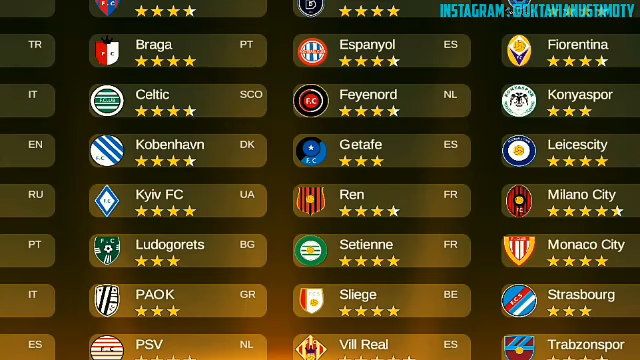 INSTAGRAM : @OKTAVIANUSTMOTV
TR Braga PT Espanyol ES Fiorentina
IT Celtic SCO Feyenord NL Konyaspor
EN Kobenhavn DK Getafe ES Leicescity
RU Kyiv FC UA Ren FR Milano City
PT Ludogorets BG Setienne FR Monaco City
IT PAOK GR Sliege BE Strasbourg
ES PSV NL Vill Real ES Trabzonspor